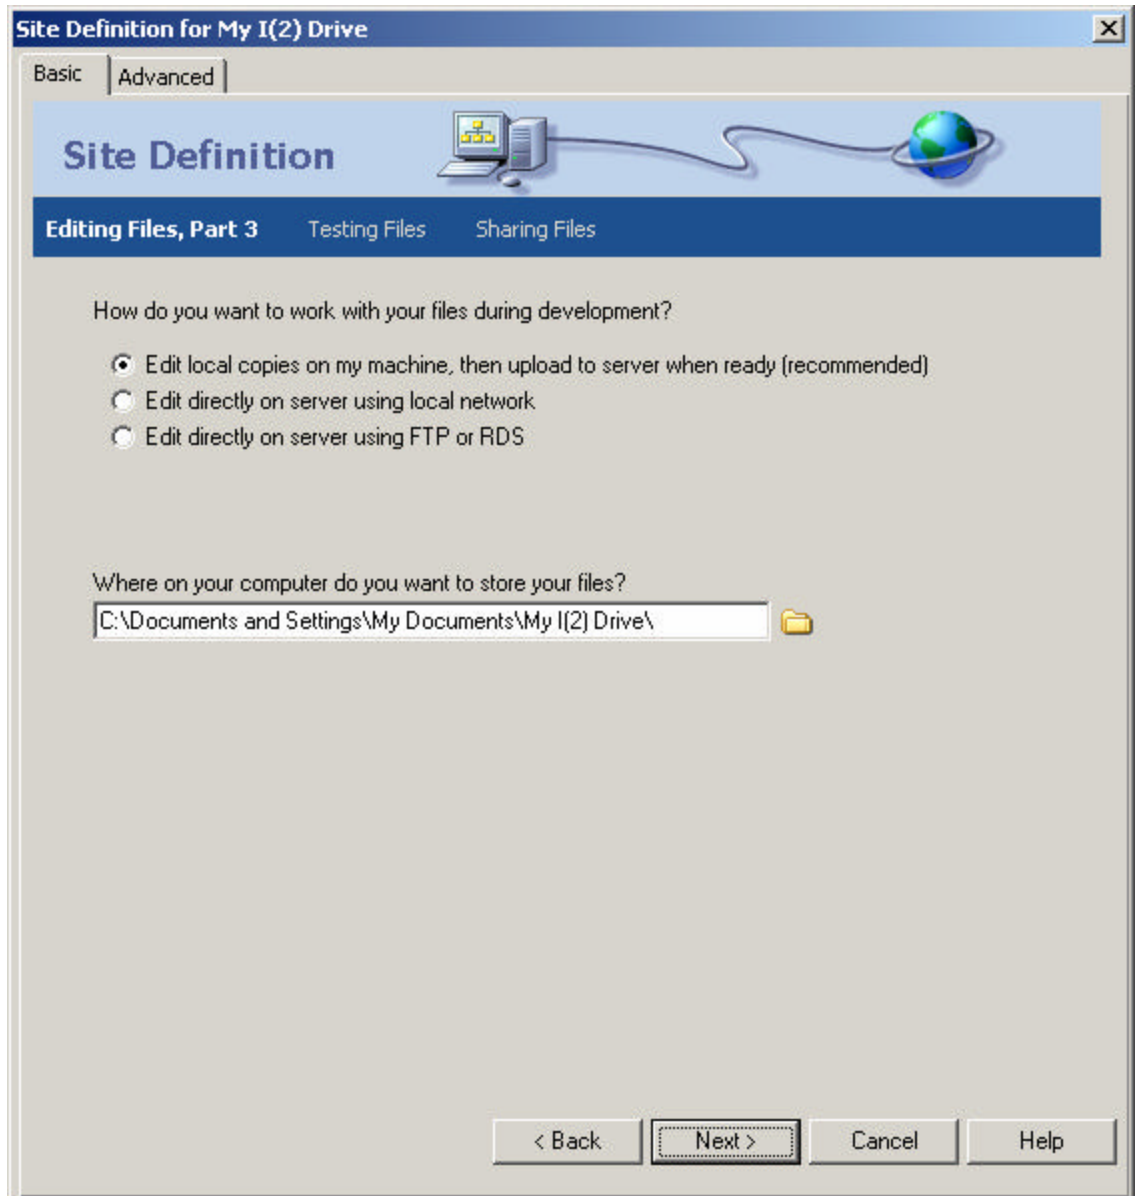 Site Definition for My I(2) Drive
Basic
Advanced
Site Definition
Editing Files, Part 3 Testing Files Sharing Files
How do you want to work with your files during development?
Edit local copies on my machine, then upload to server when ready (recommended)
Edit directly on server using local network
Edit directly on server using FTP or RDS
Where on your computer do you want to store your files?
C:\Documents and Settings\My Documents\My I(2) Drive\
< Back Next > Cancel Help